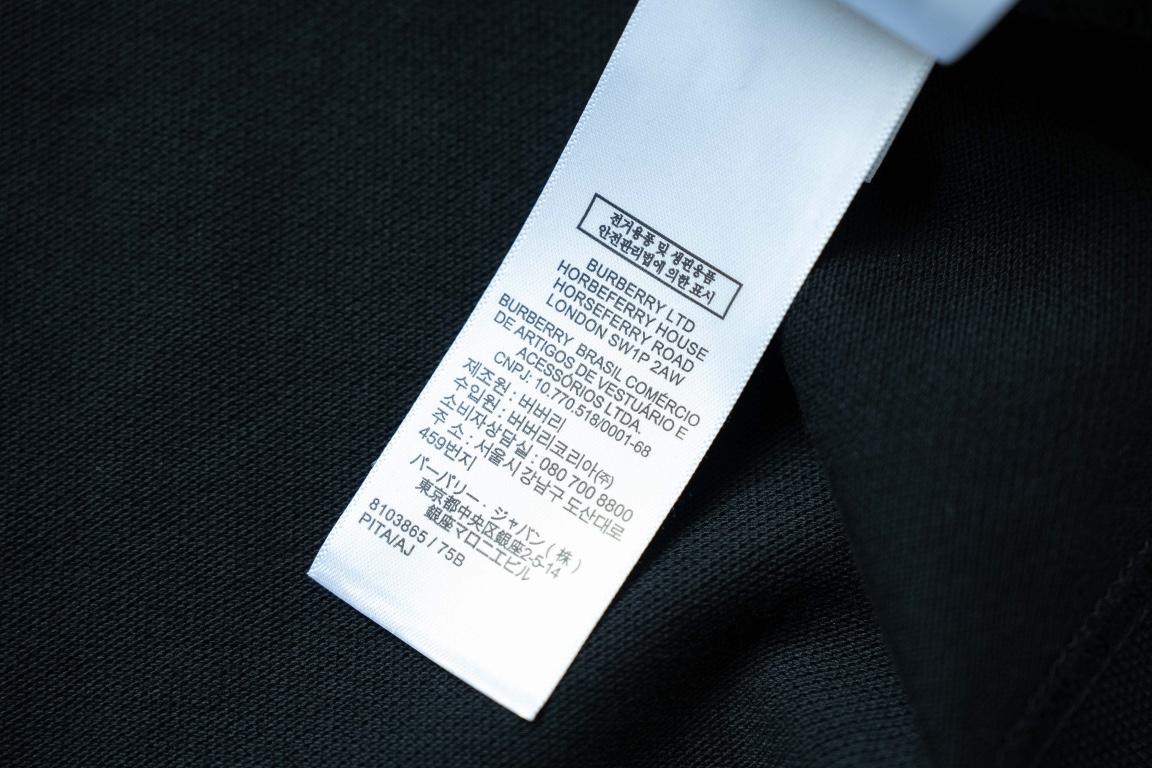 전거용품 및 생판용품
안전관리법에 의한 표시
BURBERRY LTD
HORBEFERRY HOUSE
HORSEFERRY ROAD
LONDON SW1P 2AW
BURBERRY BRASIL COMÉRCIO
DE ARTIGOS DE VESTUÁRIO E
ACESSÓRIOS LTDA.
CNPJ: 10.770.518/0001-68
제조원 : 버버리
수입원 : 버버리코리아(주)
소비자상담실 : 080 700 8800
주 소 : 서울시 강남구 도산대로
459번지
バーバリー・ジャパン(株)
東京都中央区銀座2-5-14
銀座マロニエビル
8103865 / 75B
PITA/AJ